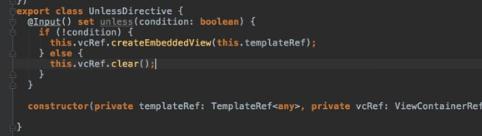 })
export class UnlessDirective {
@Input() set unless(condition: boolean) {
if (!condition) {
this.vcRef.createEmbeddedView(this.templateRef);
} else {
this.vcRef.clear();
}
}
constructor(private templateRef: TemplateRef<any>, private vcRef: ViewContainerRef
}